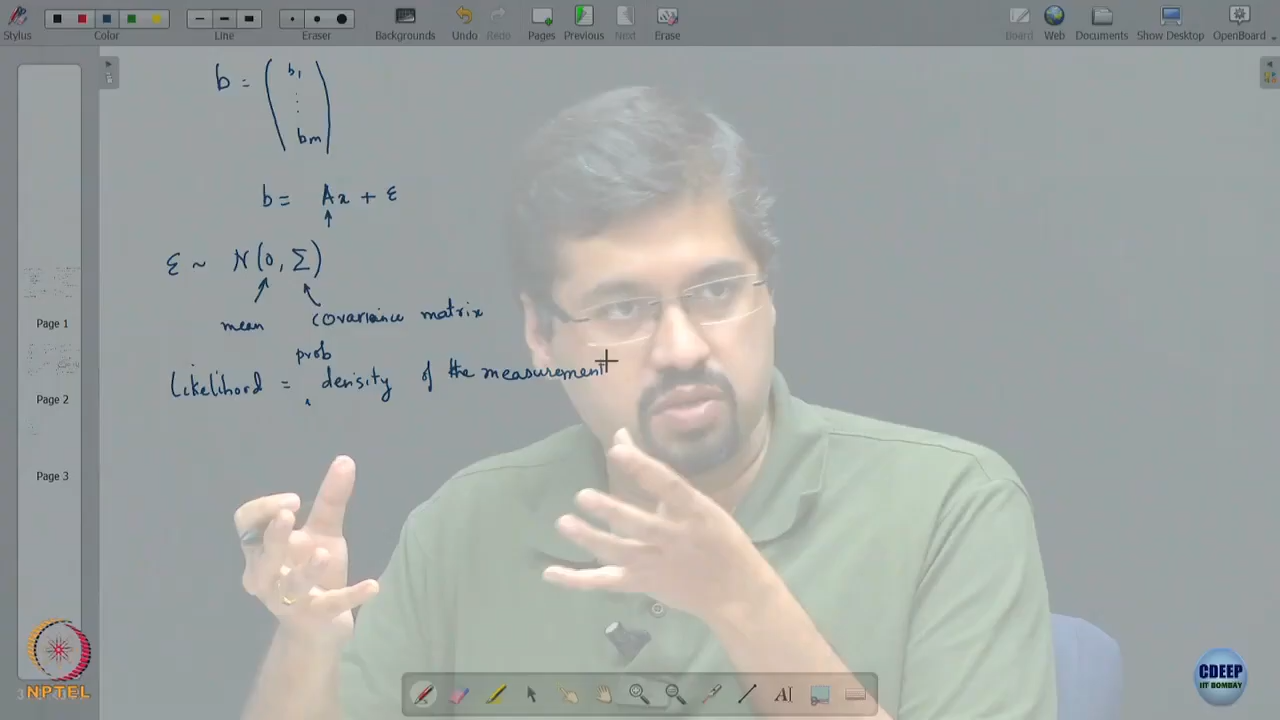 Stylus
Color
Line
Eraser
Backgrounds
Undo
Redo
Pages
Previous
Next
Erase
Board
Web
Documents
Show Desktop
OpenBoard
b = ( b1
⋮
bm )
b = Ax + ε
↑
ε ~ N(0, Σ)
mean covariance matrix
prob
Likelihood = density of the measurement
Page 1
Page 2
Page 3
3
NPTEL
AI
CDEEP
IIT BOMBAY